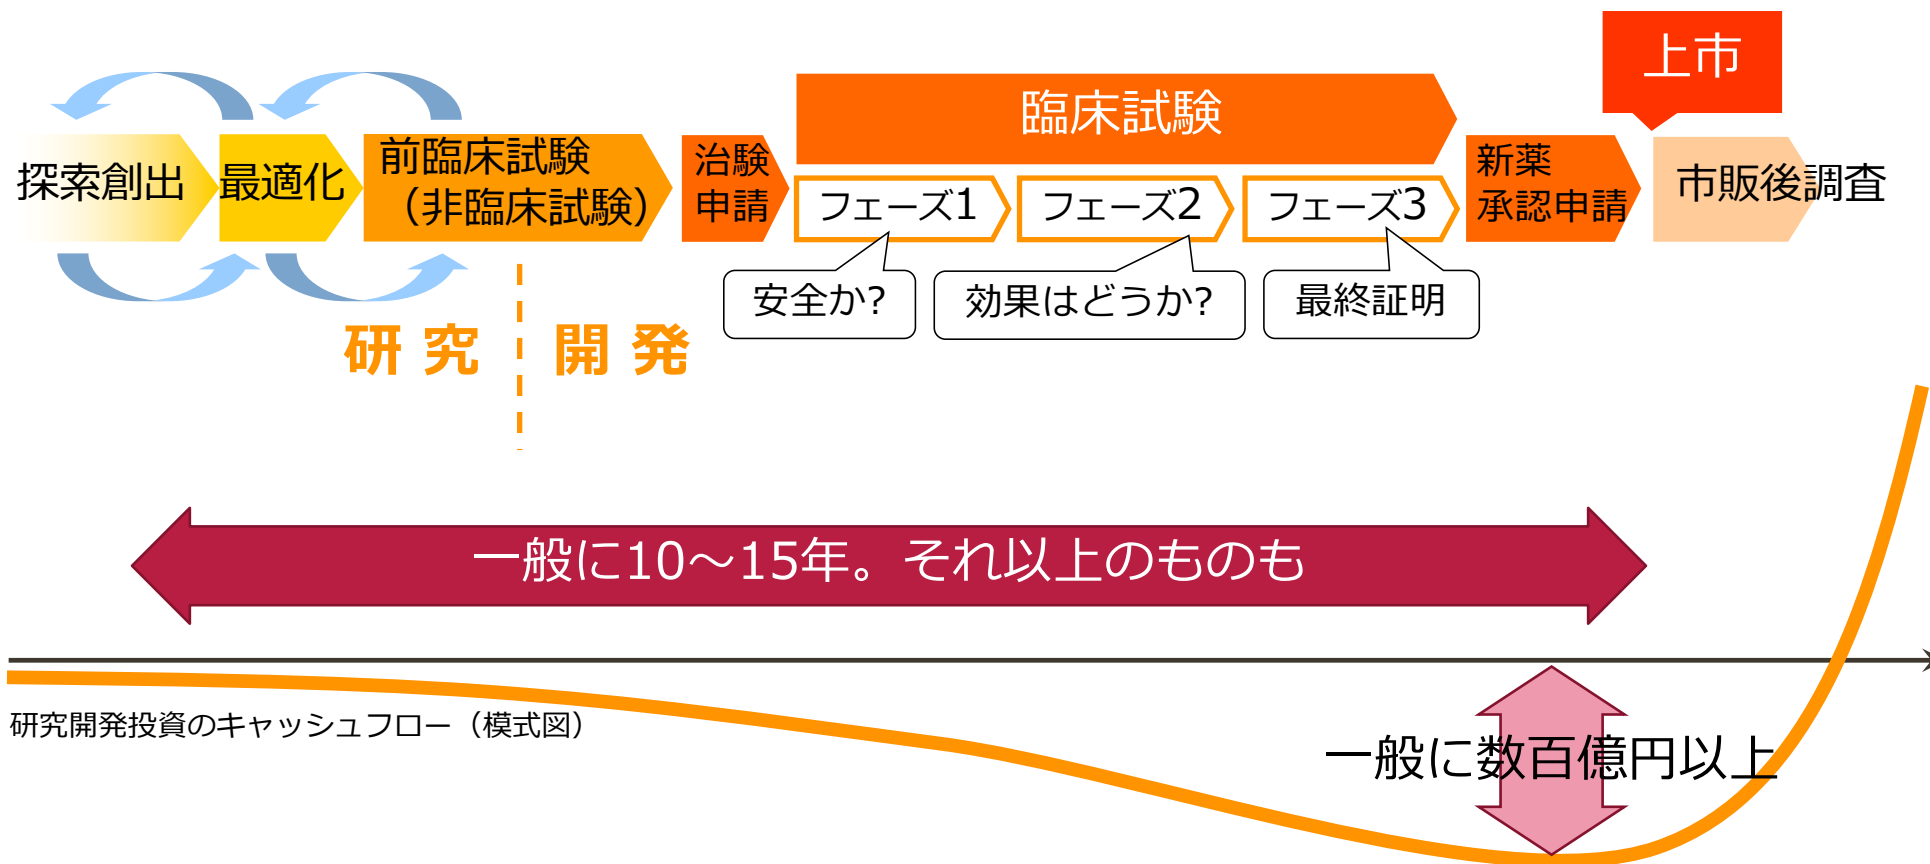 上市
臨床試験
探索創出
最適化
前臨床試験
（非臨床試験）
治験
申請
フェーズ1
フェーズ2
フェーズ3
新薬
承認申請
市販後調査
安全か?
効果はどうか?
最終証明
研 究
開 発
一般に10～15年。それ以上のものも
研究開発投資のキャッシュフロー（模式図）
一般に数百億円以上